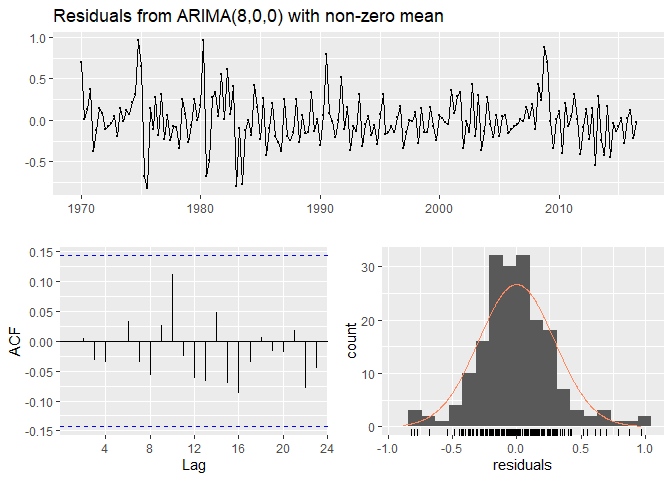 Residuals from ARIMA(8,0,0) with non-zero mean
1.0
0.5
0.0
-0.5
1970 1980 1990 2000 2010
0.15
0.10
0.05
0.00
-0.05
-0.10
-0.15
ACF
4 8 12 16 20 24
Lag
30
20
10
0
count
-1.0 -0.5 0.0 0.5 1.0
residuals